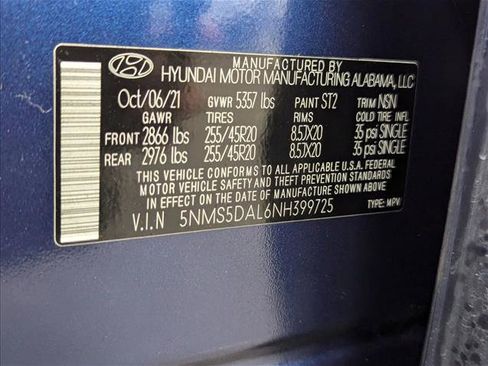 MANUFACTURED BY
HYUNDAI MOTOR MANUFACTURING ALABAMA, LLC
Oct/06/21 GVWR 5357 lbs PAINT ST2 TRIM NSN
GAWR TIRES RIMS COLD TIRE INFL
FRONT 2866 lbs 255/45R20 8.5JX20 35 psi SINGLE
REAR 2976 lbs 255/45R20 8.5JX20 35 psi SINGLE
THIS VEHICLE CONFORMS TO ALL APPLICABLE U.S.A. FEDERAL
MOTOR VEHICLE SAFETY AND THEFT PREVENTION STANDARDS
IN EFFECT ON THE DATE OF MANUFACTURE SHOWN ABOVE.
V.I.N 5NMS5DAL6NH399725 TYPE: MPV